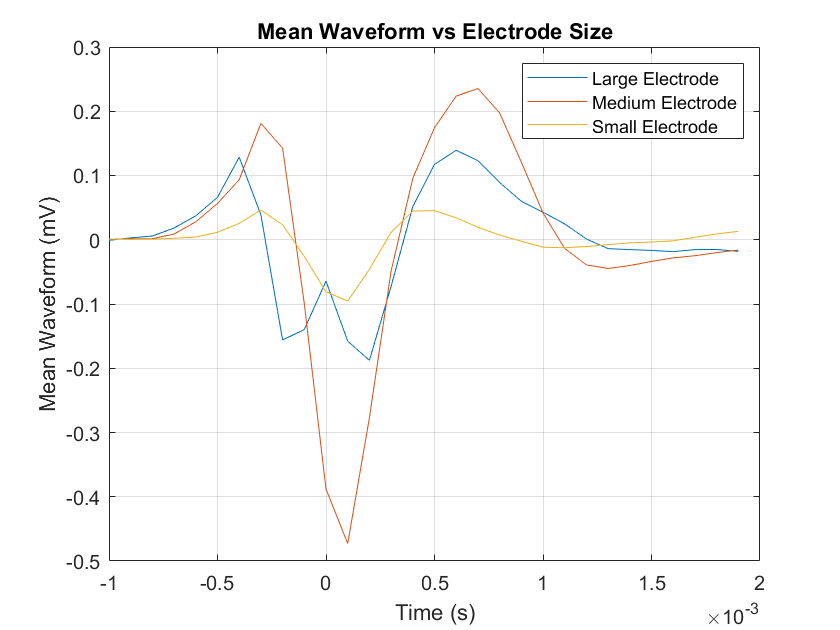 Mean Waveform vs Electrode Size
0.3
0.2
0.1
0
-0.1
-0.2
-0.3
-0.4
-0.5
Mean Waveform (mV)
Large Electrode
Medium Electrode
Small Electrode
-1
-0.5
0
0.5
1
1.5
2
Time (s)
×10⁻³